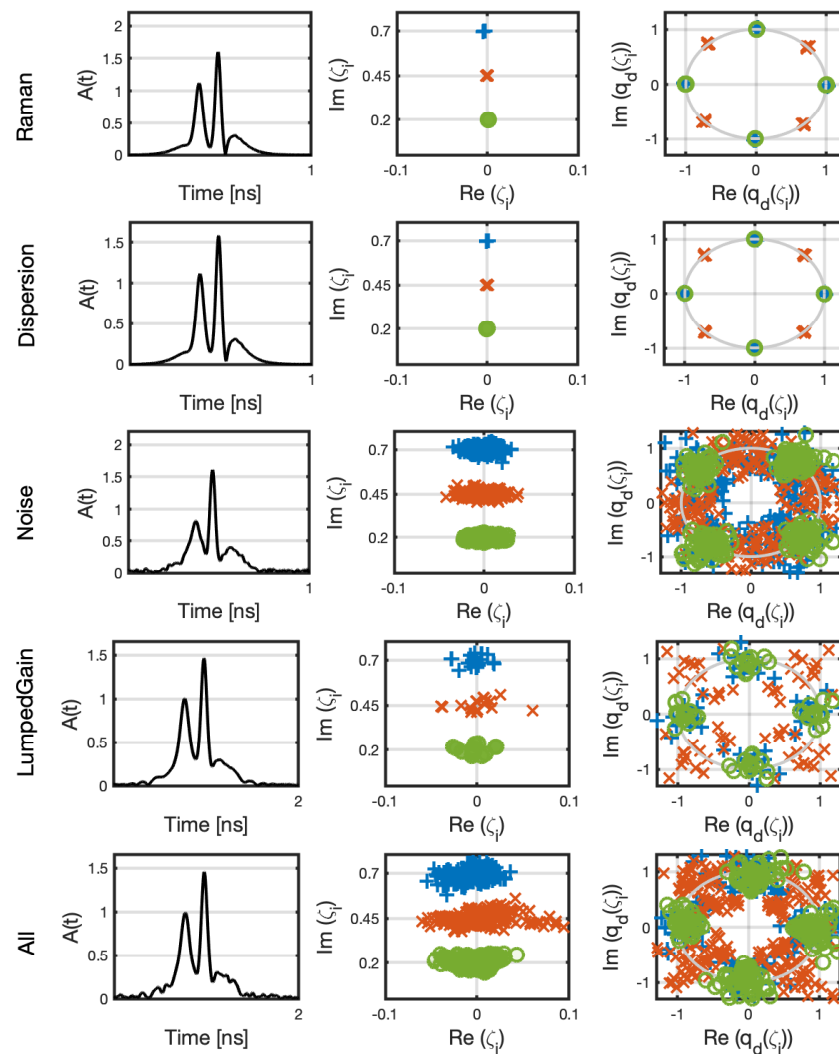 Raman
A(t)
2
1.5
1
0.5
0
1
Time [ns]
Im (ζi)
0.7
0.45
0.2
-0.1
0
0.1
Re (ζi)
Im (qd(ζi))
1
0
-1
-1
0
1
Re (qd(ζi))
Dispersion
A(t)
1.5
1
0.5
0
1
Time [ns]
Im (ζi)
0.7
0.45
0.2
-0.1
0
0.1
Re (ζi)
Im (qd(ζi))
1
0
-1
-1
0
1
Re (qd(ζi))
Noise
A(t)
2
1.5
1
0.5
0
1
Time [ns]
Im (ζi)
0.7
0.45
0.2
-0.1
0
0.1
Re (ζi)
Im (qd(ζi))
1
0
-1
-1
0
1
Re (qd(ζi))
LumpedGain
A(t)
1.5
1
0.5
0
2
Time [ns]
Im (ζi)
0.7
0.45
0.2
-0.1
0
0.1
Re (ζi)
Im (qd(ζi))
1
0
-1
-1
0
1
Re (qd(ζi))
All
A(t)
1.5
1
0.5
0
2
Time [ns]
Im (ζi)
0.7
0.45
0.2
-0.1
0
0.1
Re (ζi)
Im (qd(ζi))
1
0
-1
-1
0
1
Re (qd(ζi))